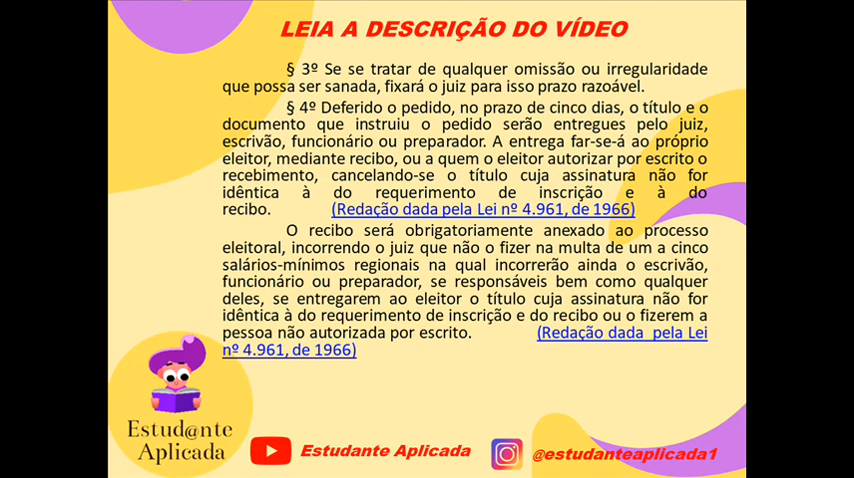 LEIA A DESCRIÇÃO DO VÍDEO
§ 3º Se se tratar de qualquer omissão ou irregularidade
que possa ser sanada, fixará o juiz para isso prazo razoável.
§ 4º Deferido o pedido, no prazo de cinco dias, o título e o
documento que instruiu o pedido serão entregues pelo juiz,
escrivão, funcionário ou preparador. A entrega far-se-á ao próprio
eleitor, mediante recibo, ou a quem o eleitor autorizar por escrito o
recebimento, cancelando-se o título cuja assinatura não for
idêntica à do requerimento de inscrição e à do
recibo. (Redação dada pela Lei nº 4.961, de 1966)
O recibo será obrigatoriamente anexado ao processo
eleitoral, incorrendo o juiz que não o fizer na multa de um a cinco
salários-mínimos regionais na qual incorrerão ainda o escrivão,
funcionário ou preparador, se responsáveis bem como qualquer
deles, se entregarem ao eleitor o título cuja assinatura não for
idêntica à do requerimento de inscrição e do recibo ou o fizerem a
pessoa não autorizada por escrito. (Redação dada pela Lei
nº 4.961, de 1966)
Estud@nte
Aplicada
Estudante Aplicada
@estudanteaplicada1